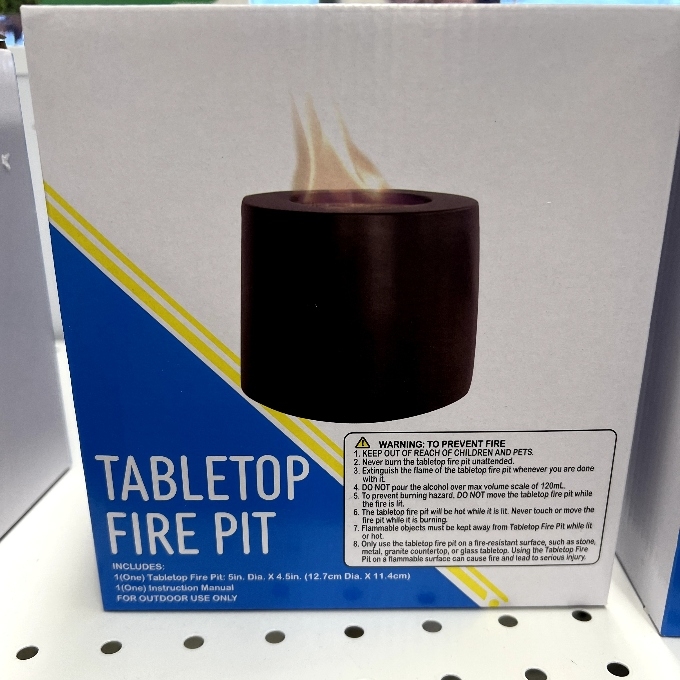 TABLETOP
FIRE PIT
INCLUDES:
1(One) Tabletop Fire Pit: 5in. Dia. X 4.5in. (12.7cm Dia. X 11.4cm)
1(One) Instruction Manual
FOR OUTDOOR USE ONLY
WARNING: TO PREVENT FIRE
1. KEEP OUT OF REACH OF CHILDREN AND PETS.
2. Never burn the tabletop fire pit unattended.
3. Extinguish the flame of the tabletop fire pit whenever you are done
with it.
4. DO NOT pour the alcohol over max volume scale of 120mL.
5. To prevent burning hazard, DO NOT move the tabletop fire pit while
the fire is lit.
6. The tabletop fire pit will be hot while it is lit. Never touch or move the
fire pit while it is burning.
7. Flammable objects must be kept away from Tabletop Fire Pit while lit
or hot.
8. Only use the tabletop fire pit on a fire-resistant surface, such as stone,
metal, granite countertop, or glass tabletop. Using the Tabletop Fire
Pit on a flammable surface can cause fire and lead to serious injury.